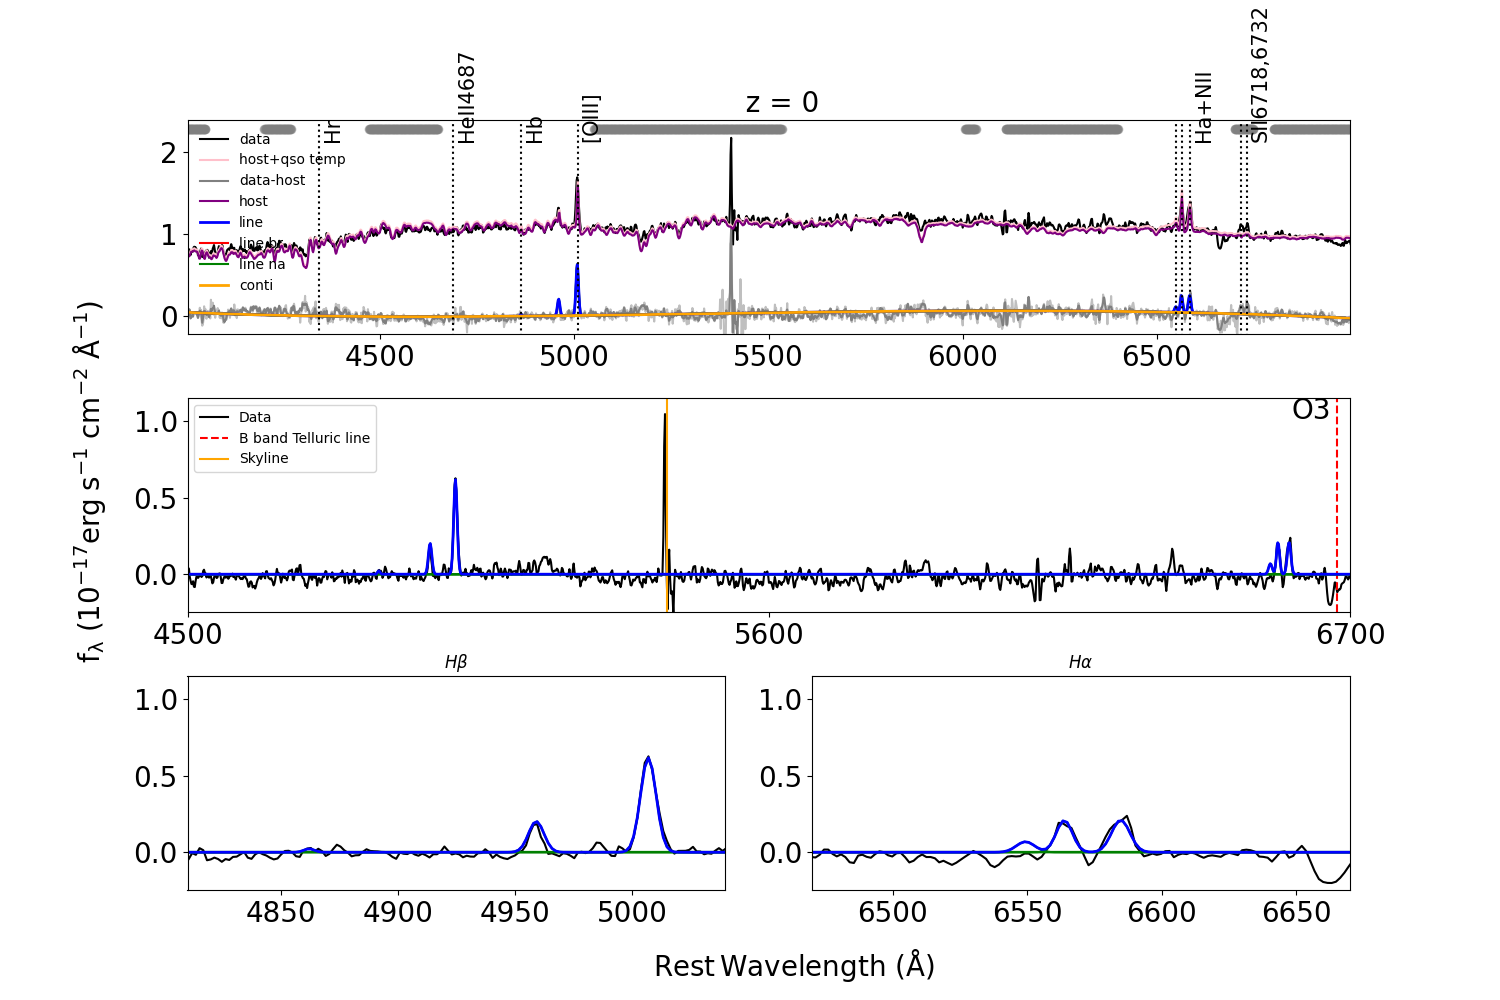 z = 0
Hr
HeII4687
Hb
[OIII]
Ha+NII
SII6718,6732
data
host+qso temp
data-host
host
line
line br
line na
conti
2
1
0
4500 5000 5500 6000 6500
f_λ (10^{-17}erg s^{-1} cm^{-2} Å^{-1})
Data
B band Telluric line
Skyline
O3
1.0
0.5
0.0
4500 5600 6700
Hβ
1.0
0.5
0.0
4850 4900 4950 5000
Hα
1.0
0.5
0.0
6500 6550 6600 6650
Rest Wavelength (Å)